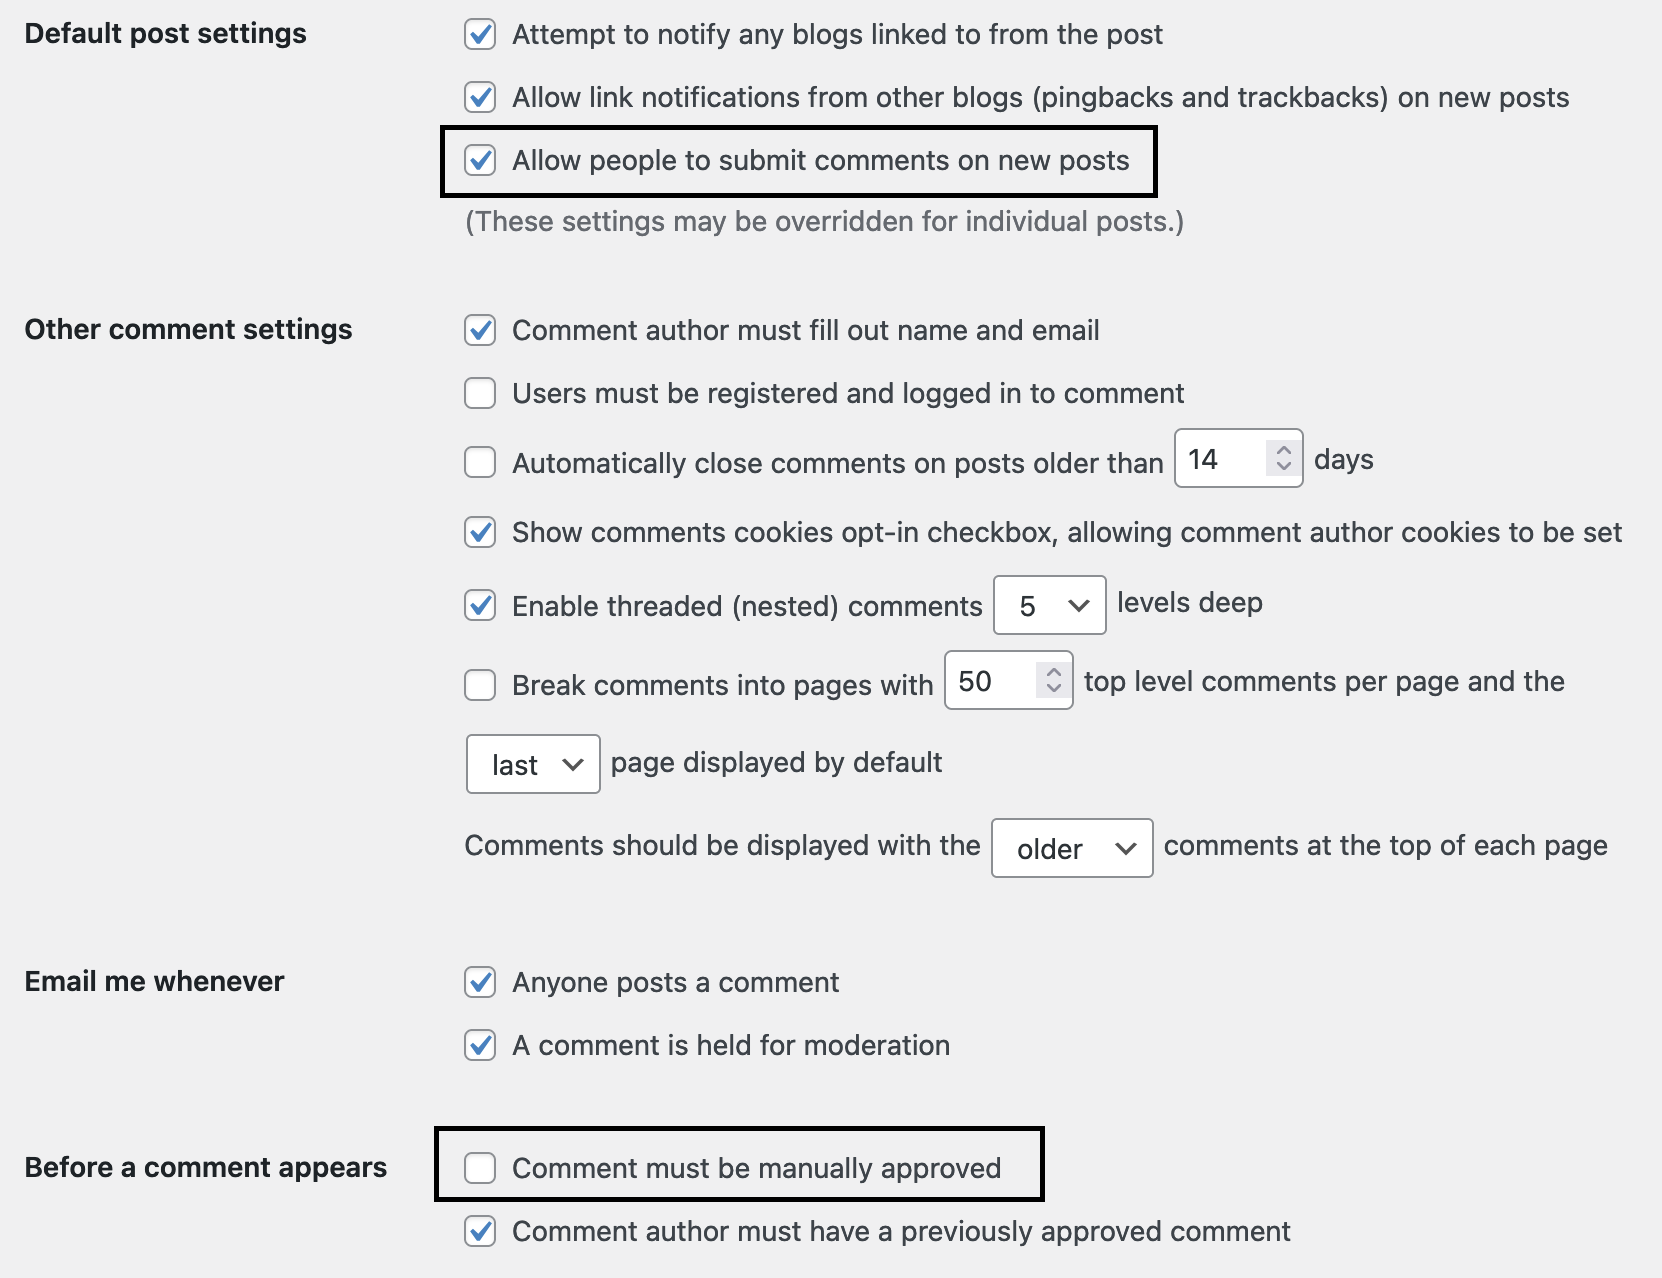 Default post settings
Attempt to notify any blogs linked to from the post
Allow link notifications from other blogs (pingbacks and trackbacks) on new posts
Allow people to submit comments on new posts
(These settings may be overridden for individual posts.)
Other comment settings
Comment author must fill out name and email
Users must be registered and logged in to comment
Automatically close comments on posts older than 14 days
Show comments cookies opt-in checkbox, allowing comment author cookies to be set
Enable threaded (nested) comments 5 levels deep
Break comments into pages with 50 top level comments per page and the
last page displayed by default
Comments should be displayed with the older comments at the top of each page
Email me whenever
Anyone posts a comment
A comment is held for moderation
Before a comment appears
Comment must be manually approved
Comment author must have a previously approved comment